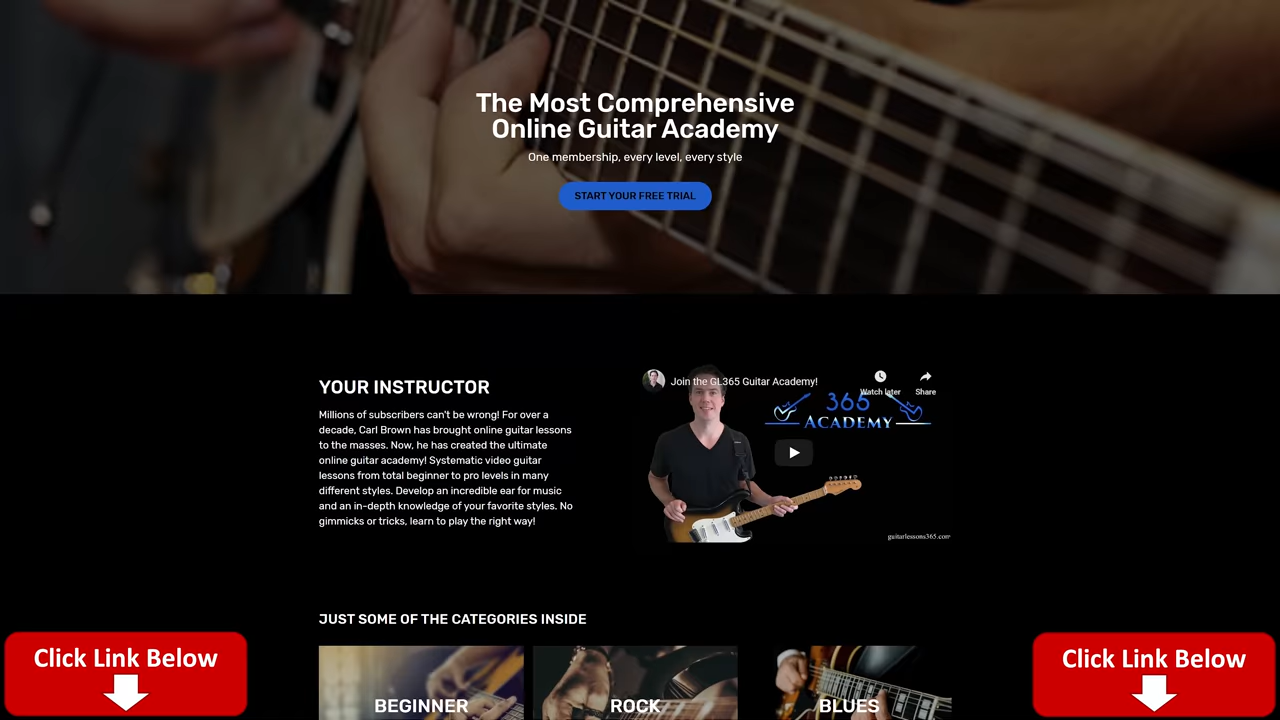 The Most Comprehensive
Online Guitar Academy
One membership, every level, every style
START YOUR FREE TRIAL
YOUR INSTRUCTOR
Millions of subscribers can't be wrong! For over a
decade, Carl Brown has brought online guitar lessons
to the masses. Now, he has created the ultimate
online guitar academy! Systematic video guitar
lessons from total beginner to pro levels in many
different styles. Develop an incredible ear for music
and an in-depth knowledge of your favorite styles. No
gimmicks or tricks, learn to play the right way!
Join the GL365 Guitar Academy!
Watch later
Share
365
ACADEMY
guitarlessons365.com
JUST SOME OF THE CATEGORIES INSIDE
BEGINNER
ROCK
BLUES
Click Link Below
Click Link Below